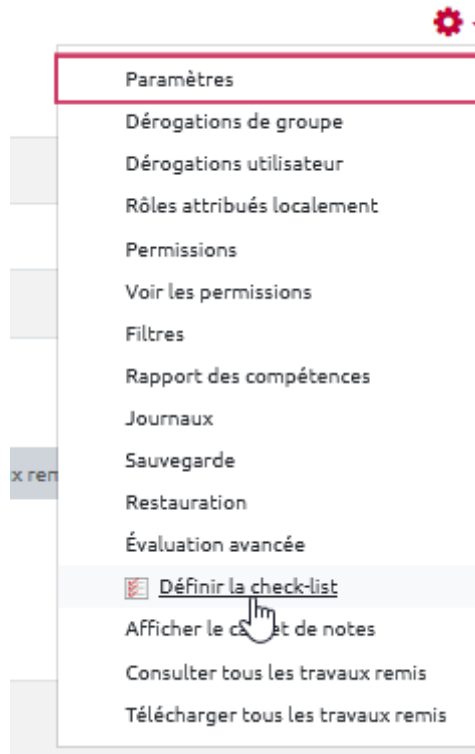 Paramètres
Dérogations de groupe
Dérogations utilisateur
Rôles attribués localement
Permissions
Voir les permissions
Filtres
Rapport des compétences
Journaux
x ren
Sauvegarde
Restauration
Évaluation avancée
Définir la check-list
Afficher le carnet de notes
Consulter tous les travaux remis
Télécharger tous les travaux remis